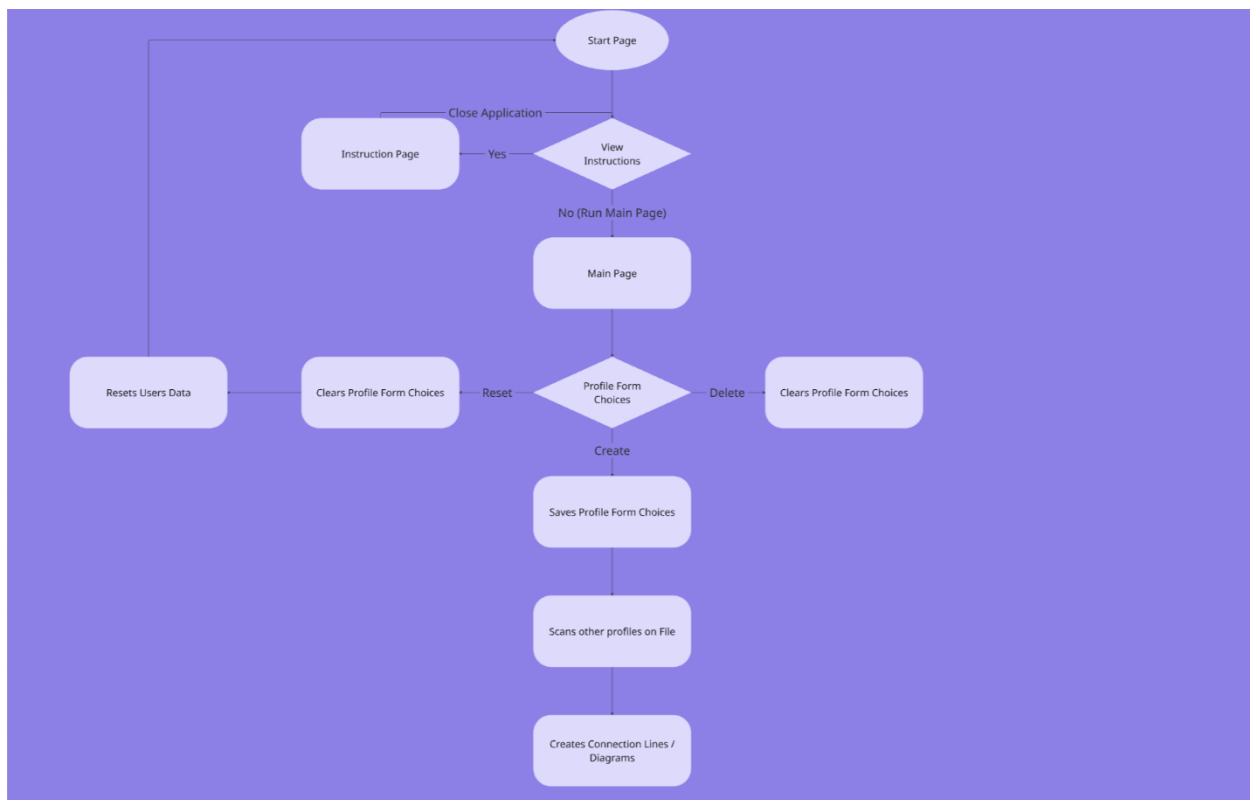 Start Page
Close Application
Instruction Page
Yes
View
Instructions
No (Run Main Page)
Main Page
Resets Users Data
Clears Profile Form Choices
Reset
Profile Form
Choices
Delete
Clears Profile Form Choices
Create
Saves Profile Form Choices
Scans other profiles on File
Creates Connection Lines /
Diagrams